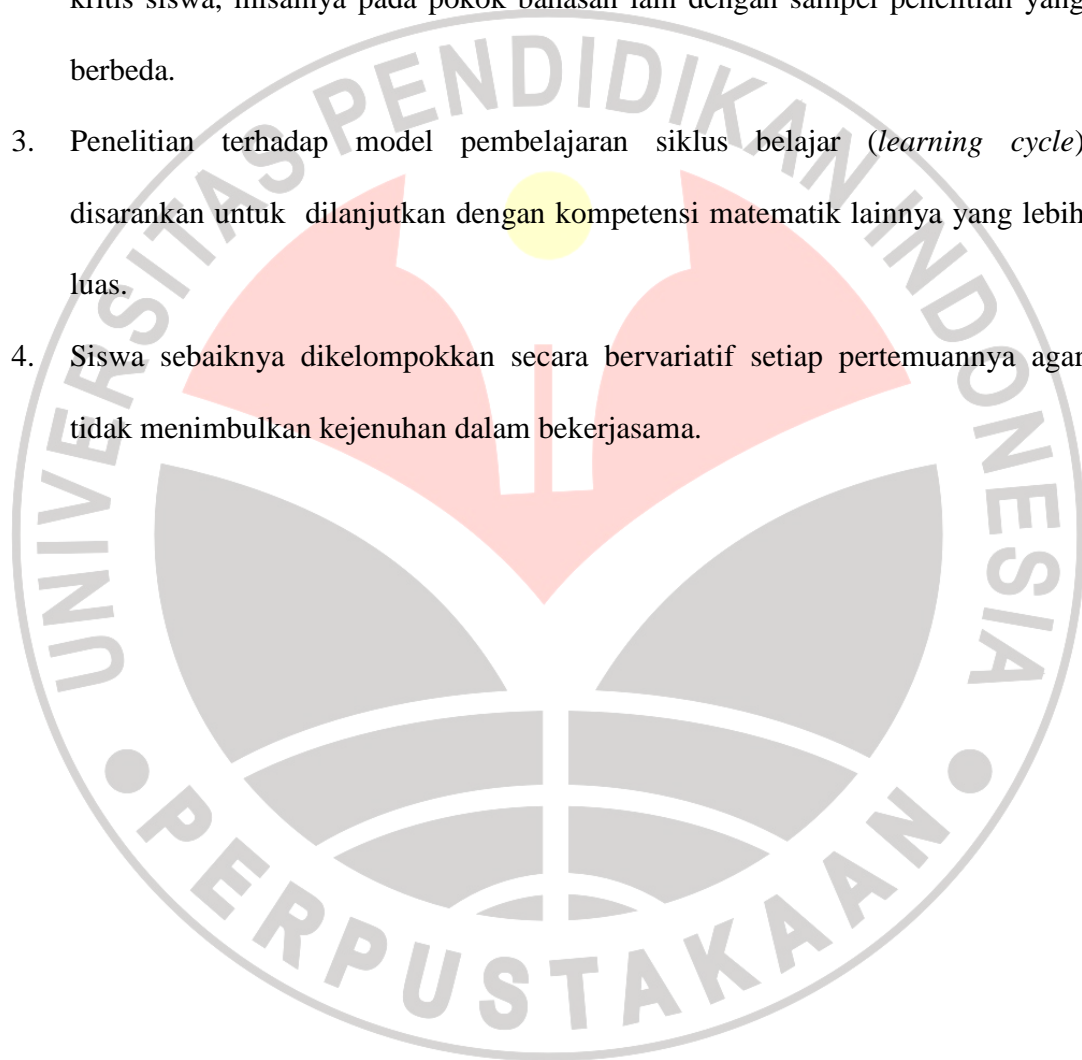 kritis siswa, misalnya pada pokok bahasan lain dengan sampel penelitian yang
berbeda.
3. Penelitian terhadap model pembelajaran siklus belajar (learning cycle)
disarankan untuk dilanjutkan dengan kompetensi matematik lainnya yang lebih
luas.
4. Siswa sebaiknya dikelompokkan secara bervariatif setiap pertemuannya agar
tidak menimbulkan kejenuhan dalam bekerjasama.
UNIVERSITAS PENDIDIKAN INDONESIA
PERPUSTAKAAN